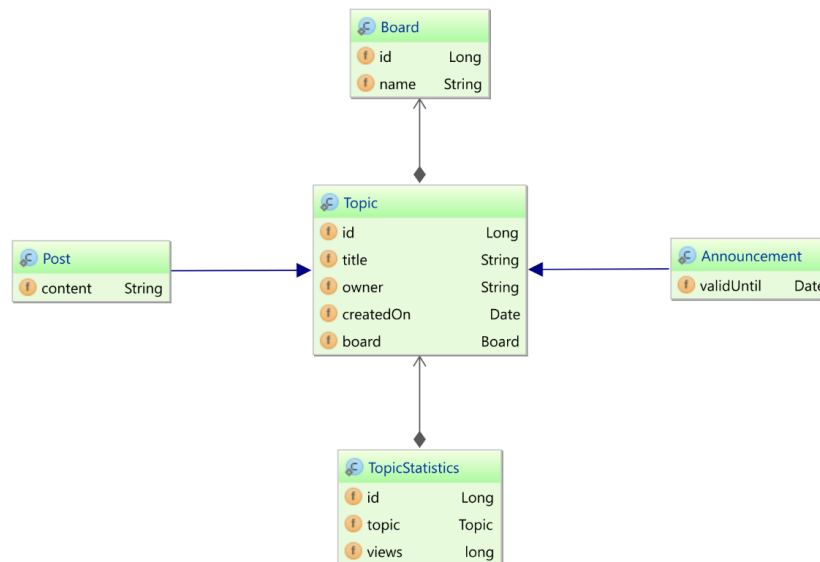 Board
id Long
name String
Topic
id Long
title String
owner String
createdOn Date
board Board
Post
content String
Announcement
validUntil Date
TopicStatistics
id Long
topic Topic
views long